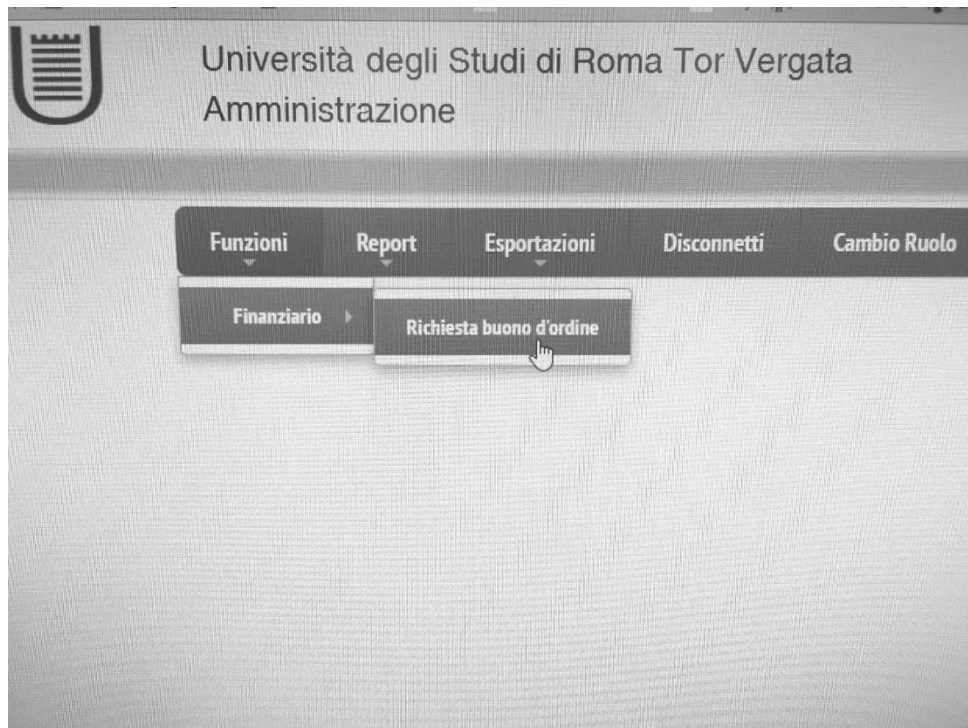 Università degli Studi di Roma Tor Vergata
Amministrazione
Funzioni Report Esportazioni Disconnetti Cambio Ruolo
Finanziario
Richiesta buono d'ordine